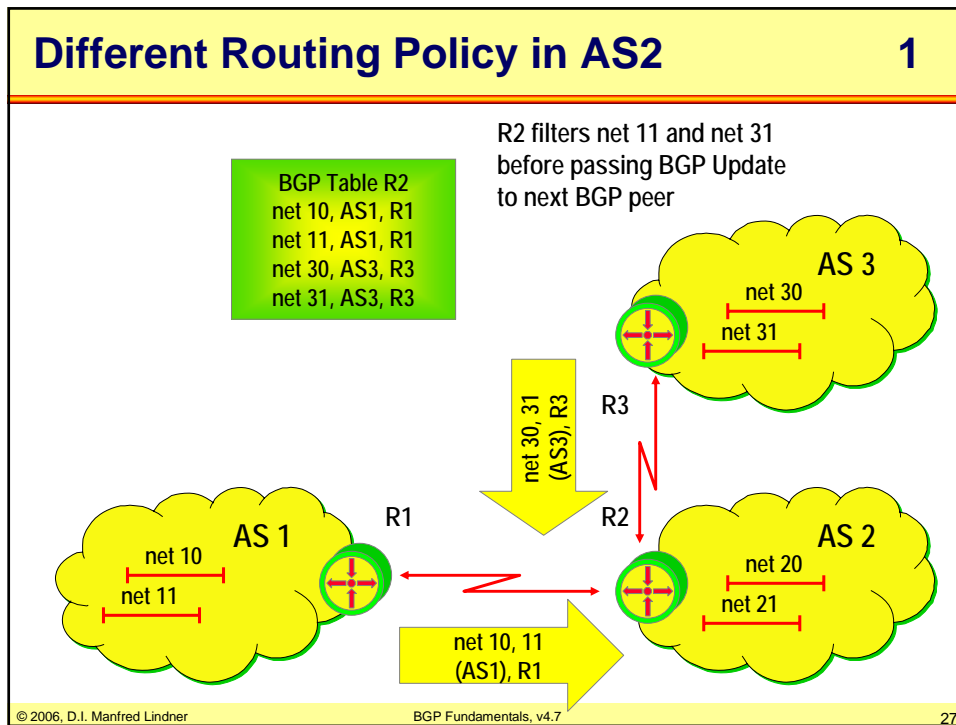 Different Routing Policy in AS2 1
R2 filters net 11 and net 31
before passing BGP Update
to next BGP peer
BGP Table R2
net 10, AS1, R1
net 11, AS1, R1
net 30, AS3, R3
net 31, AS3, R3
AS 3
net 30
net 31
net 30, 31
(AS3), R3
R3
R1
R2
AS 1
net 10
net 11
AS 2
net 20
net 21
net 10, 11
(AS1), R1
© 2006, D.I. Manfred Lindner BGP Fundamentals, v4.7 27